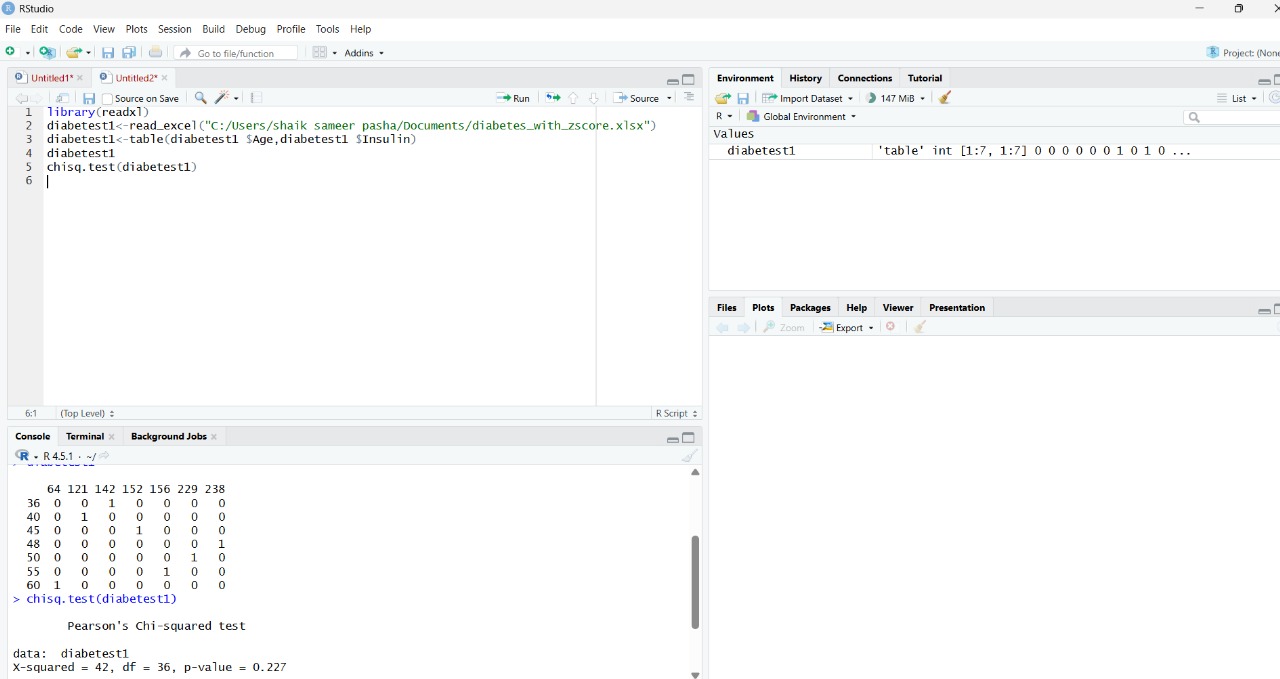 RStudio
File Edit Code View Plots Session Build Debug Profile Tools Help
Go to file/function Addins Project: (None
Untitled1* Untitled2*
Source on Save Run Source
1 library(readxl)
2 diabetest1<-read_excel("C:/Users/shaik sameer pasha/Documents/diabetes_with_zscore.xlsx")
3 diabetest1<-table(diabetest1 $Age,diabetest1 $Insulin)
4 diabetest1
5 chisq.test(diabetest1)
6
6:1 (Top Level) R Script
Console Terminal Background Jobs
R 4.5.1 · ~/
> diabetest1
64 121 142 152 156 229 238
36 0 0 1 0 0 0 0
40 0 1 0 0 0 0 0
45 0 0 0 1 0 0 0
48 0 0 0 0 0 0 1
50 0 0 0 0 0 1 0
55 0 0 0 0 1 0 0
60 1 0 0 0 0 0 0
> chisq.test(diabetest1)
Pearson's Chi-squared test
data: diabetest1
X-squared = 42, df = 36, p-value = 0.227
Environment History Connections Tutorial
Import Dataset 147 MiB List
R Global Environment
Values
diabetest1 'table' int [1:7, 1:7] 0 0 0 0 0 0 1 0 1 0 ...
Files Plots Packages Help Viewer Presentation
Zoom Export